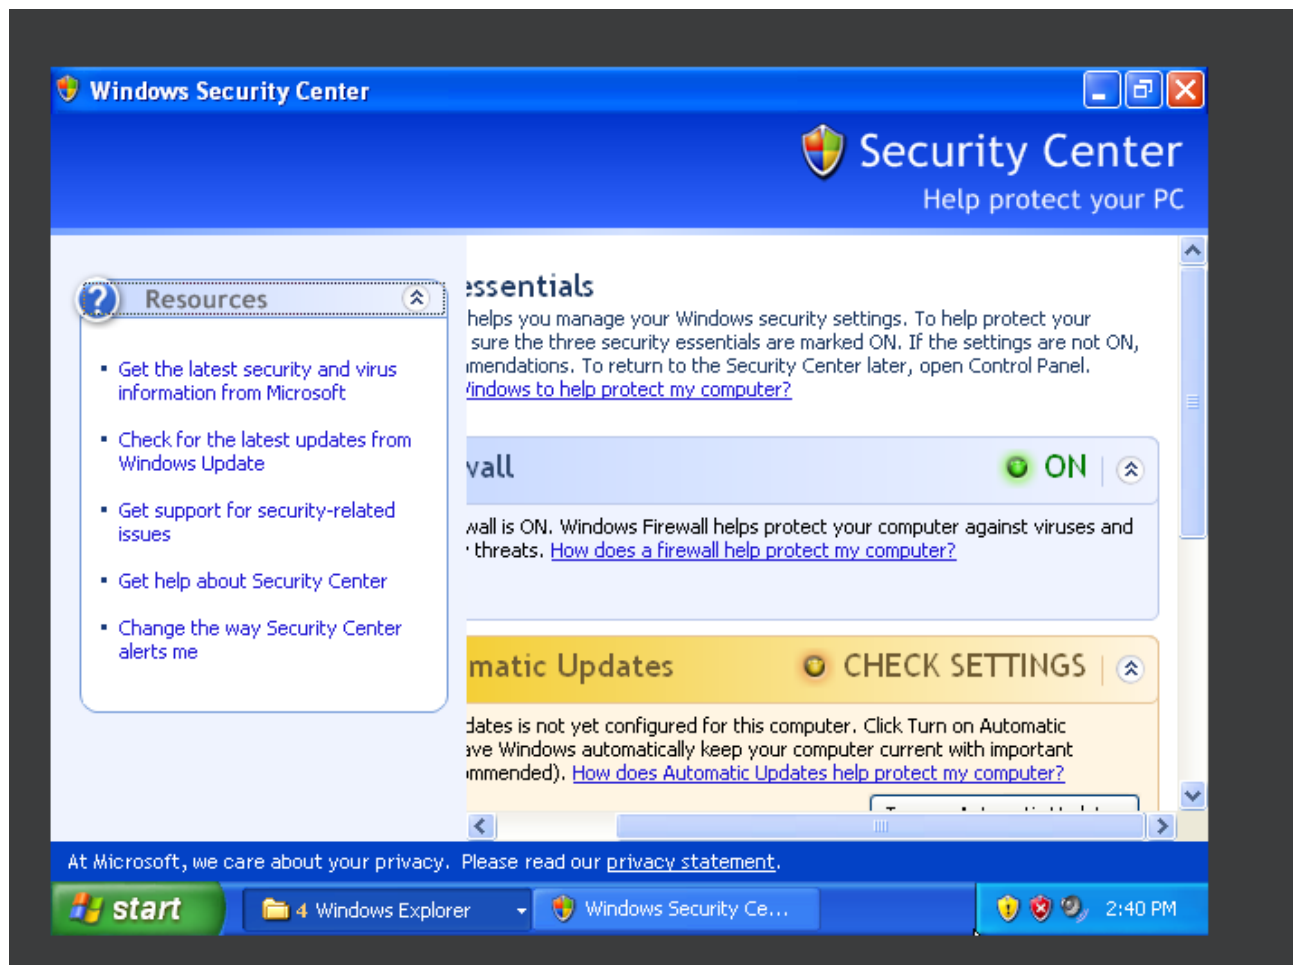 Windows Security Center
Security Center
Help protect your PC
Resources
Get the latest security and virus
information from Microsoft
Check for the latest updates from
Windows Update
Get support for security-related
issues
Get help about Security Center
Change the way Security Center
alerts me
essentials
helps you manage your Windows security settings. To help protect your
sure the three security essentials are marked ON. If the settings are not ON,
mmendations. To return to the Security Center later, open Control Panel.
Windows to help protect my computer?
wall
ON
wall is ON. Windows Firewall helps protect your computer against viruses and
threats. How does a firewall help protect my computer?
matic Updates
CHECK SETTINGS
dates is not yet configured for this computer. Click Turn on Automatic
ave Windows automatically keep your computer current with important
ommended). How does Automatic Updates help protect my computer?
At Microsoft, we care about your privacy. Please read our privacy statement.
start
4 Windows Explorer
Windows Security Ce...
2:40 PM